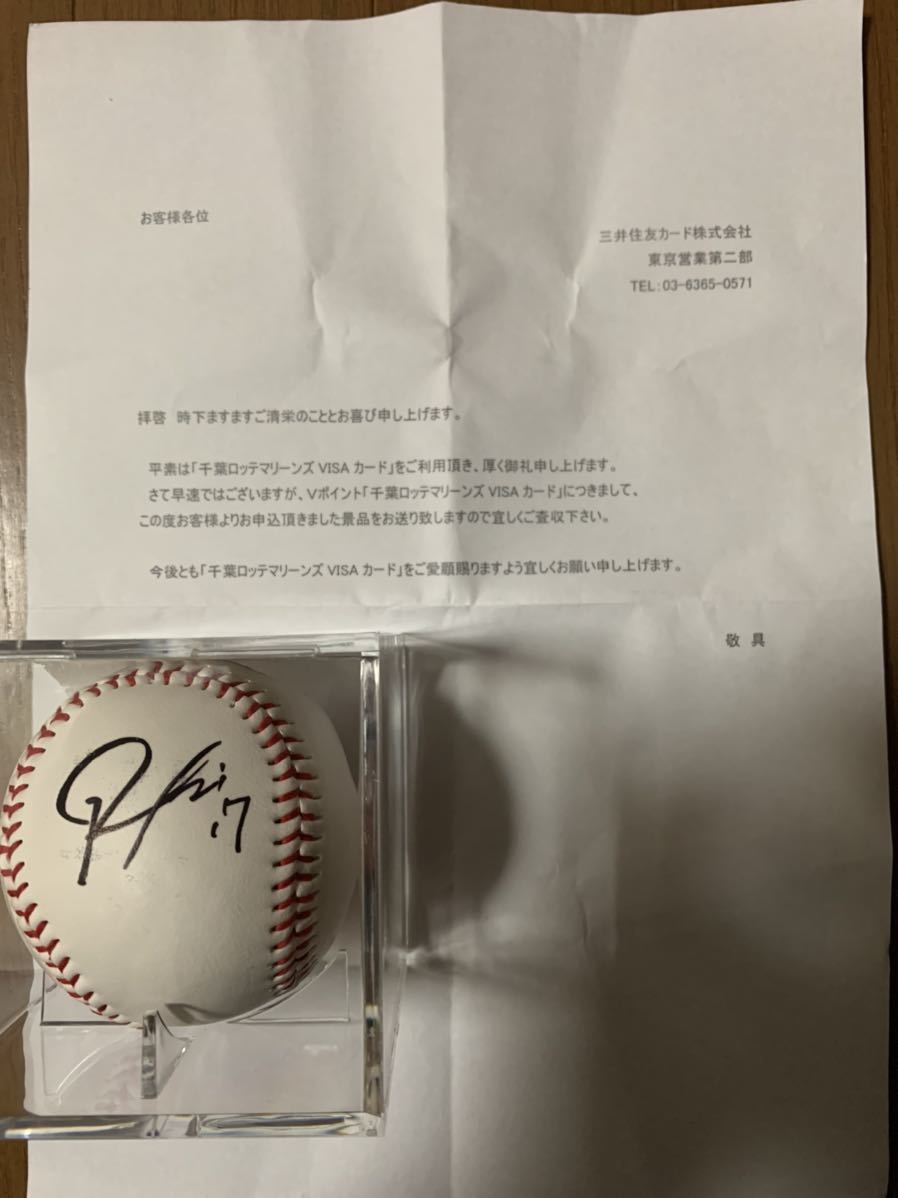 お客様各位
三井住友カード株式会社
東京営業第二部
TEL:03-6365-0571
拝啓　時下ますますご清栄のこととお喜び申し上げます。
平素は「千葉ロッテマリーンズ VISA カード」をご利用頂き、厚く御礼申し上げます。
さて早速ではございますが、Vポイント「千葉ロッテマリーンズ VISA カード」につきまして、
この度お客様よりお申込頂きました景品をお送り致しますので宜しくご査収下さい。
今後とも「千葉ロッテマリーンズ VISA カード」をご愛願賜りますよう宜しくお願い申し上げます。
敬 具
17